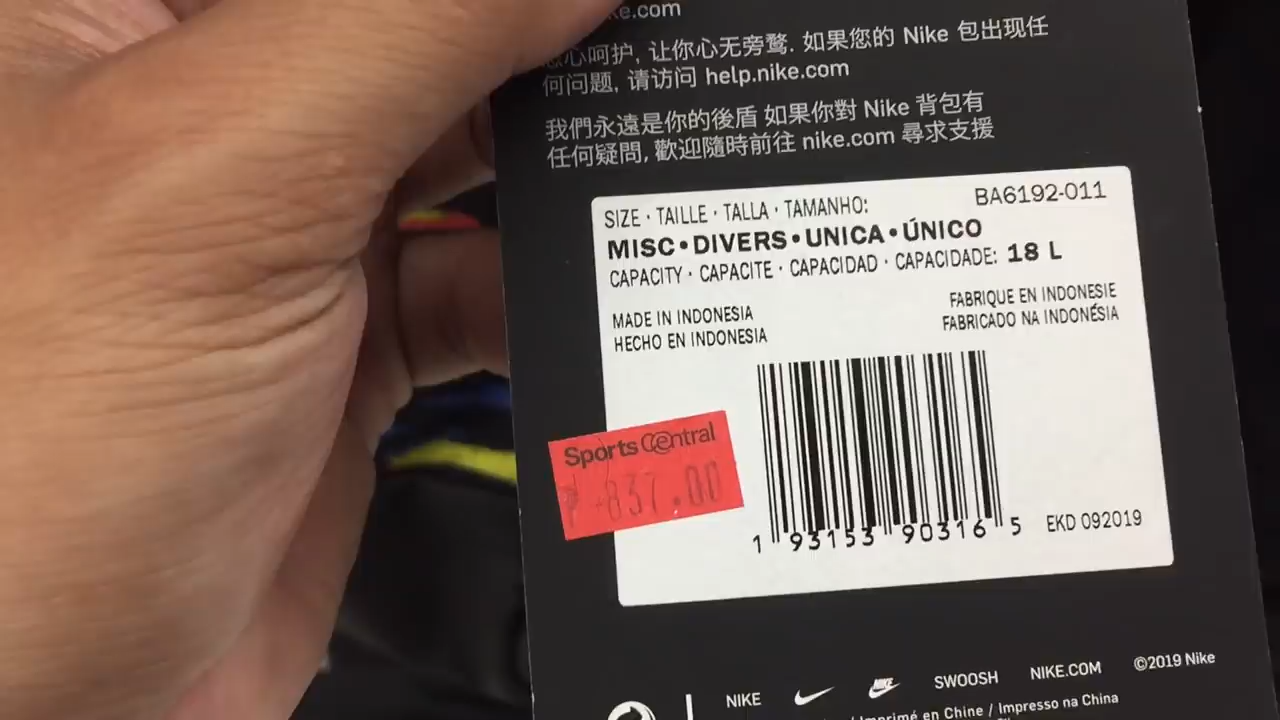 ke.com
心呵护, 让你心无旁鹜. 如果您的 Nike 包出现任
何问题, 请访问 help.nike.com
我們永遠是你的後盾 如果你對 Nike 背包有
任何疑問, 歡迎隨時前往 nike.com 尋求支援
SIZE · TAILLE · TALLA · TAMANHO:
BA6192-011
MISC • DIVERS • UNICA • ÚNICO
CAPACITY · CAPACITE · CAPACIDAD · CAPACIDADE: 18 L
MADE IN INDONESIA
HECHO EN INDONESIA
FABRIQUE EN INDONESIE
FABRICADO NA INDONÉSIA
Sports Central
837.00
1 93153 90316 5
EKD 092019
NIKE
NIKE
SWOOSH
NIKE.COM
©2019 Nike
Imprimé en Chine / Impresso na China